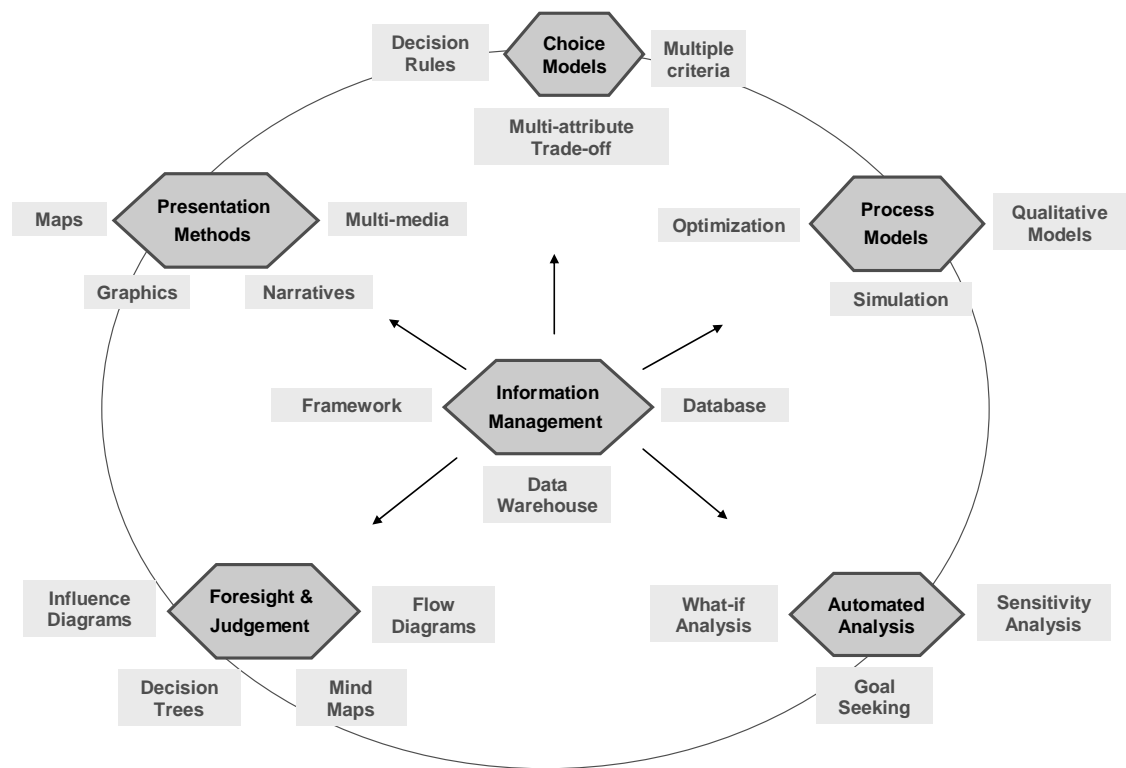 Decision
Rules
Choice
Models
Multiple
criteria
Multi-attribute
Trade-off
Maps
Presentation
Methods
Multi-media
Graphics
Narratives
Optimization
Process
Models
Qualitative
Models
Simulation
Framework
Information
Management
Database
Data
Warehouse
Influence
Diagrams
Foresight &
Judgement
Flow
Diagrams
Decision
Trees
Mind
Maps
What-if
Analysis
Automated
Analysis
Sensitivity
Analysis
Goal
Seeking